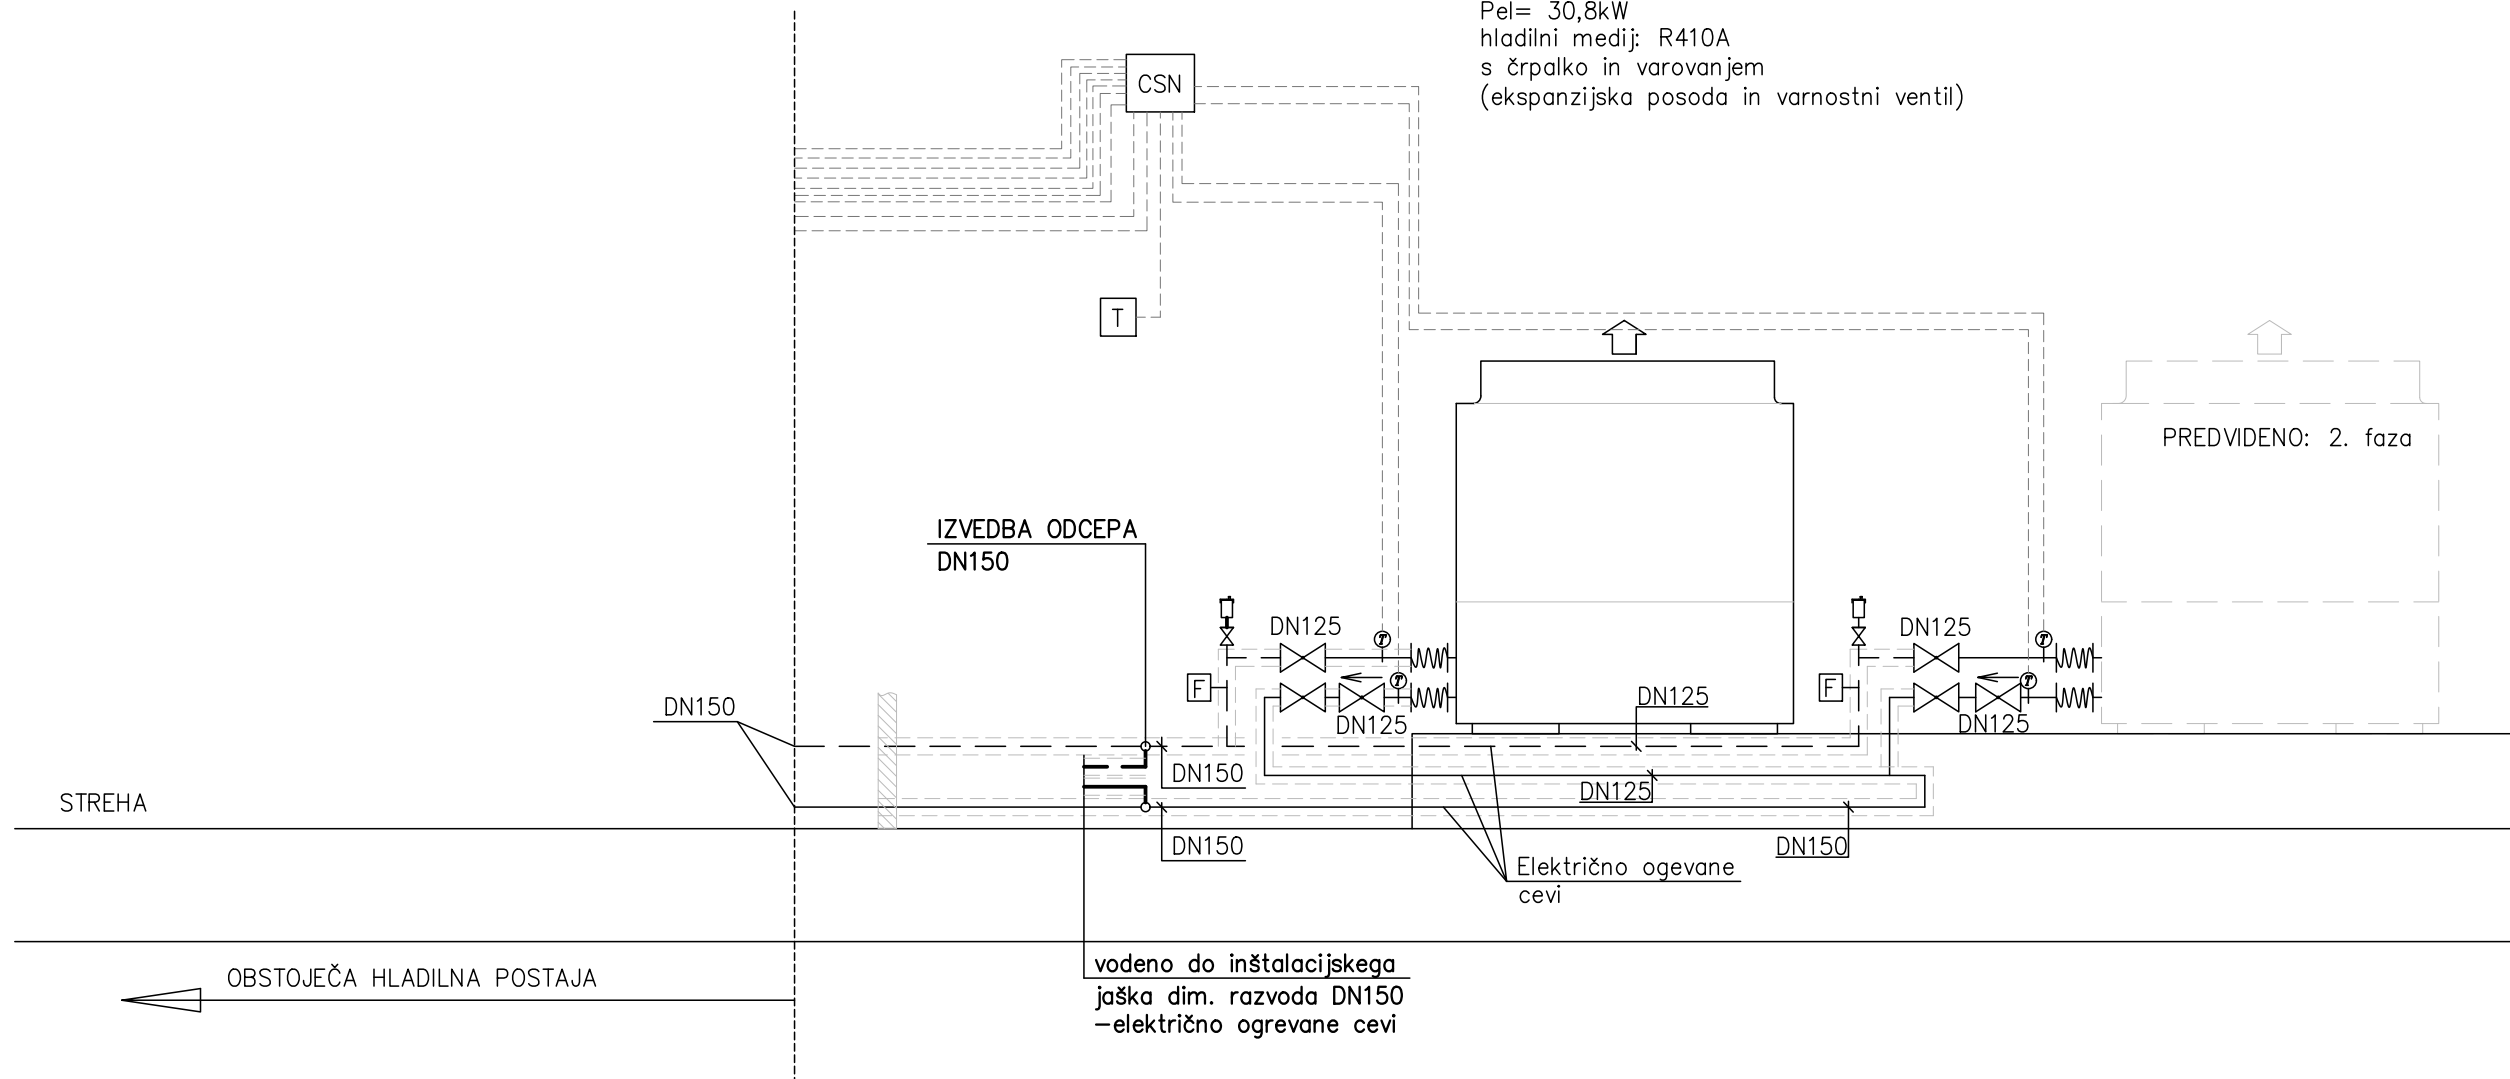 Pel= 30,8kW
hladilni medij: R410A
s črpalko in varovanjem
(ekspanzijska posoda in varnostni ventil)
CSN
T
PREDVIDENO: 2. faza
IZVEDBA ODCEPA
DN150
DN125
DN125
T
T
T
T
F
F
DN125
DN150
DN125
DN125
DN150
DN125
STREHA
DN150
DN150
Električno ogevane
cevi
vodeno do inštalacijskega
jaška dim. razvoda DN150
-električno ogrevane cevi
OBSTOJEČA HLADILNA POSTAJA